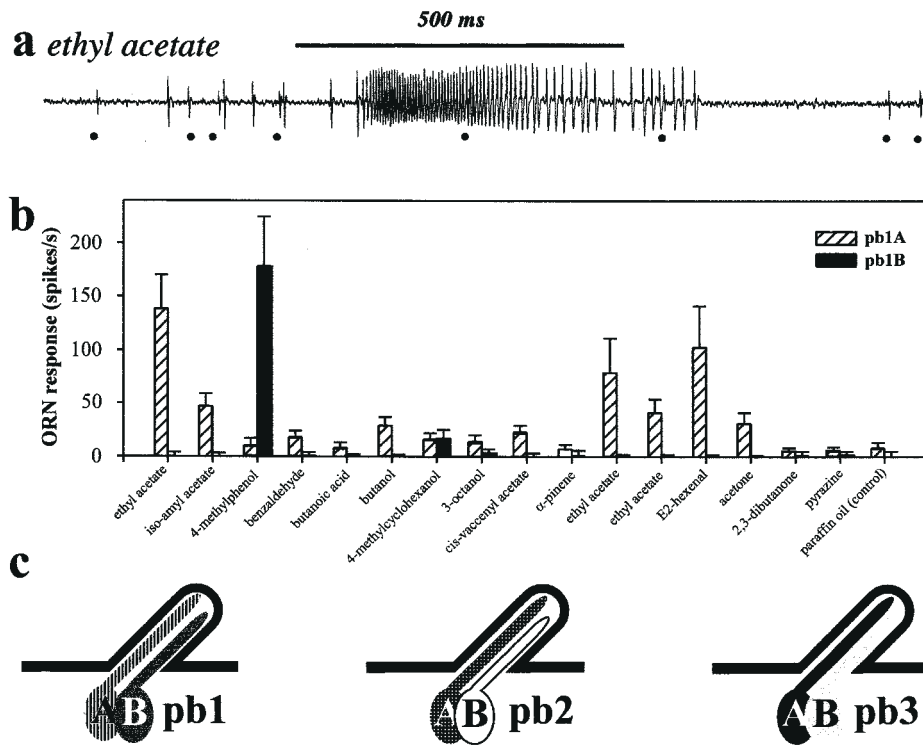 500 ms
a ethyl acetate
b
pb1A
pb1B
ORN response (spikes/s)
200
150
100
50
0
ethyl acetate
iso-amyl acetate
4-methylphenol
benzaldehyde
butanoic acid
butanol
4-methylcyclohexanol
3-octanol
cis-vaccenyl acetate
α-pinene
ethyl acetate
ethyl acetate
E2-hexenal
acetone
2,3-dibutanone
pyrazine
paraffin oil (control)
c
A B pb1
A B pb2
A B pb3